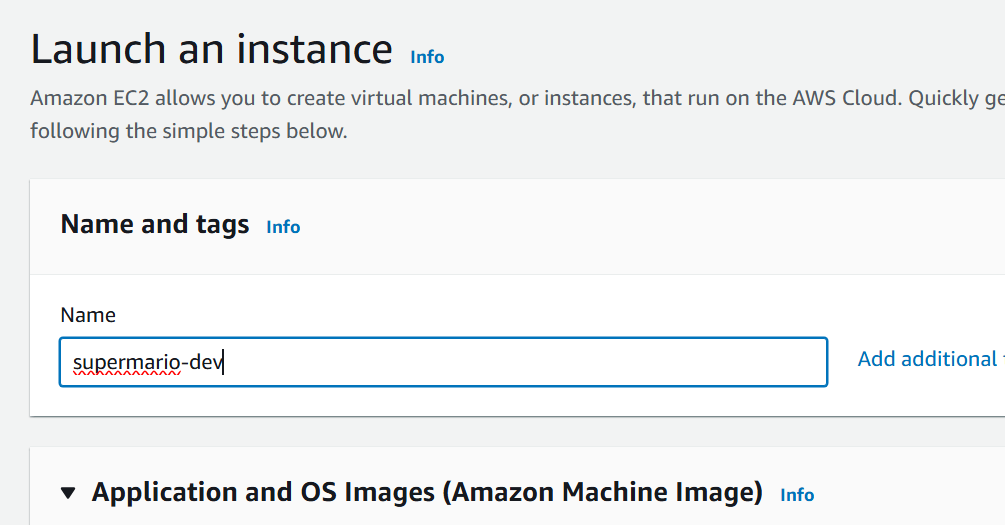 Launch an instance Info
Amazon EC2 allows you to create virtual machines, or instances, that run on the AWS Cloud. Quickly ge
following the simple steps below.
Name and tags Info
Name
supermario-dev
Add additional
Application and OS Images (Amazon Machine Image) Info